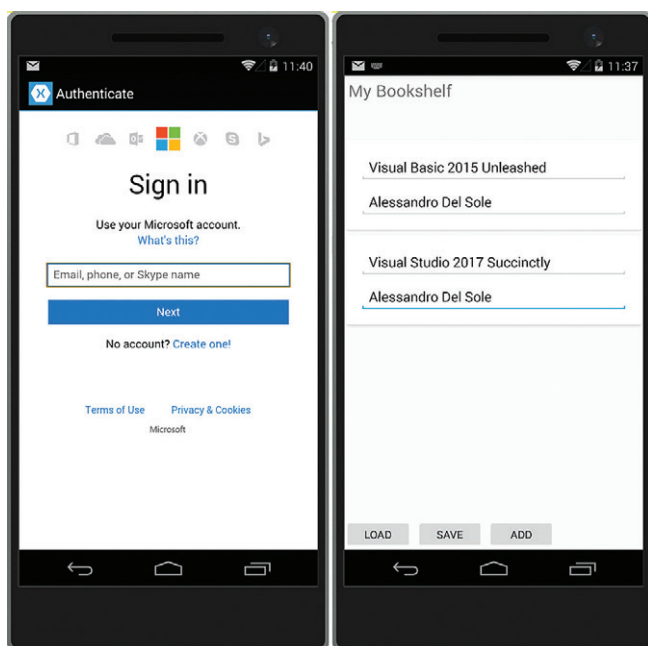 11:40
Authenticate
Sign in
Use your Microsoft account.
What's this?
Email, phone, or Skype name
Next
No account? Create one!
Terms of Use Privacy & Cookies
Microsoft
11:37
My Bookshelf
Visual Basic 2015 Unleashed
Alessandro Del Sole
Visual Studio 2017 Succinctly
Alessandro Del Sole
LOAD SAVE ADD